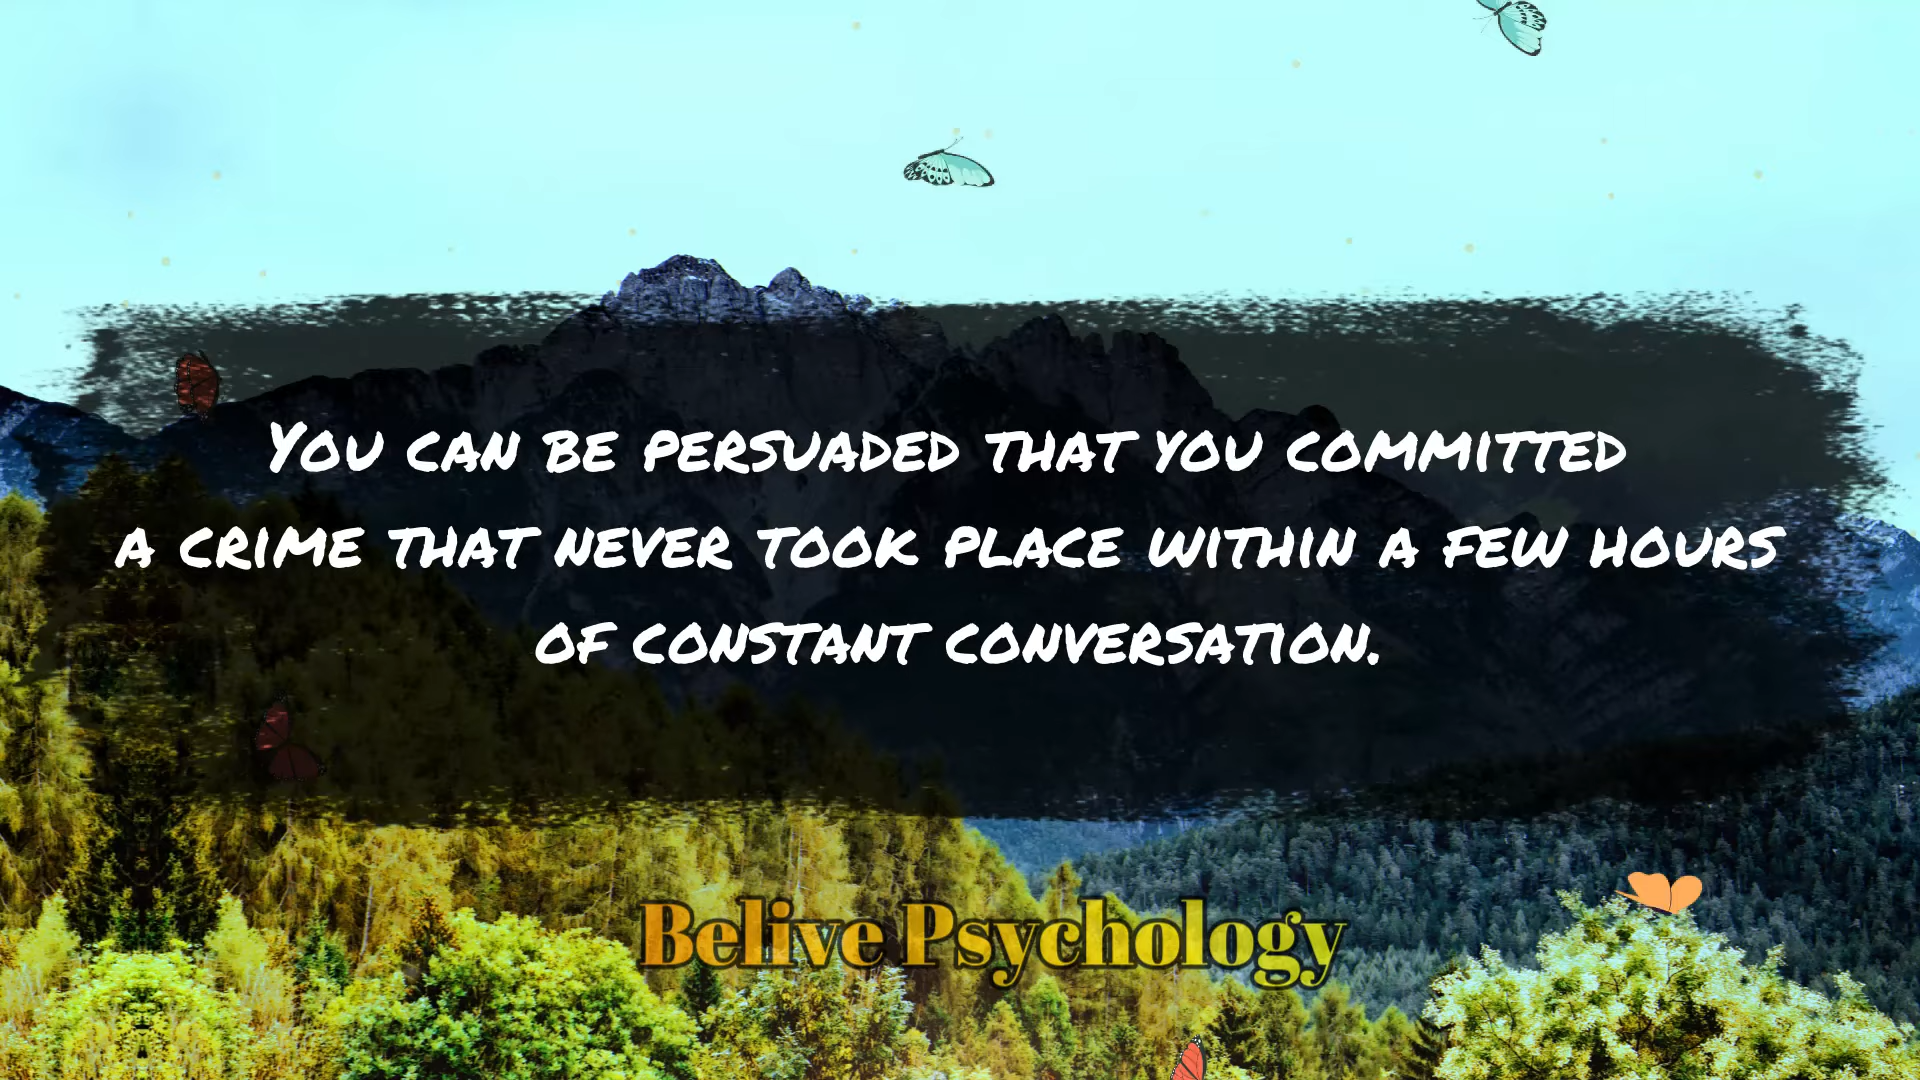 You can be persuaded that you committed
a crime that never took place within a few hours
of constant conversation.
Belive Psychology